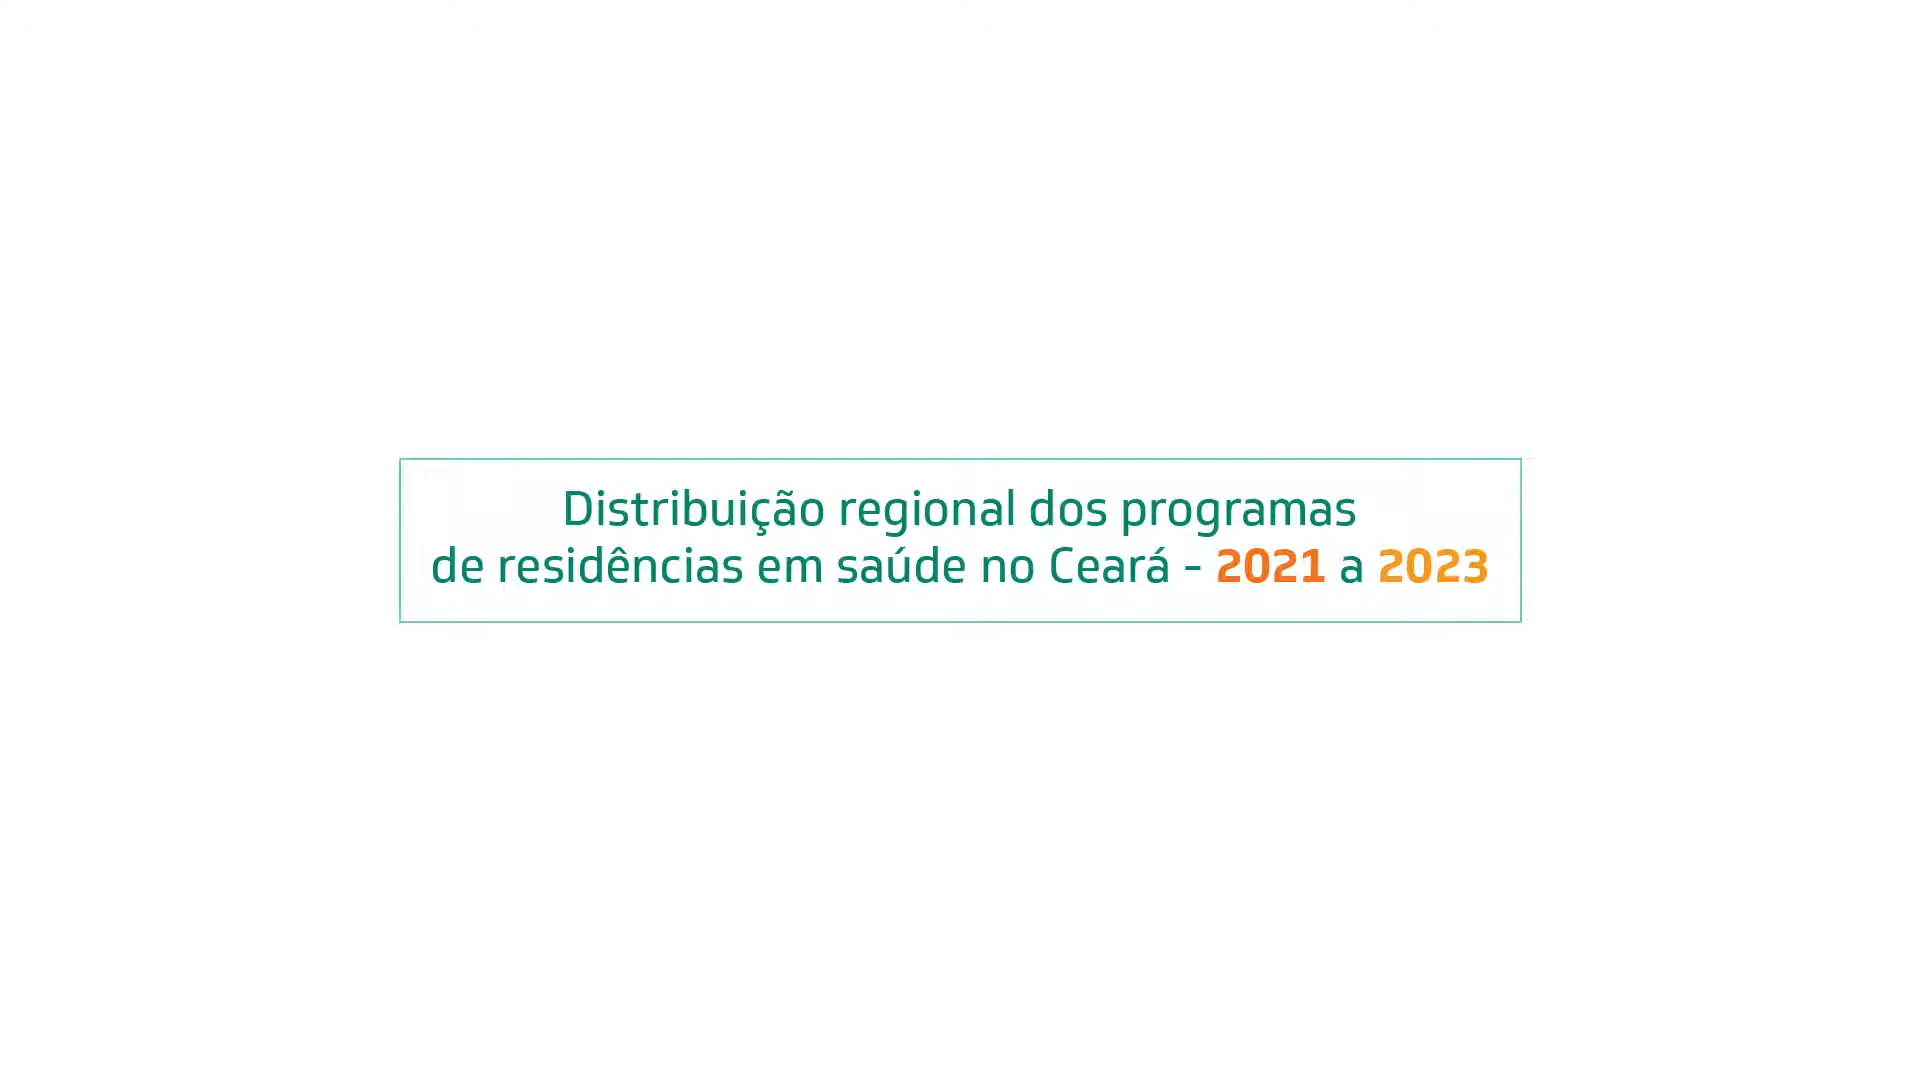 Distribuição regional dos programas
de residências em saúde no Ceará - 2021 a 2023